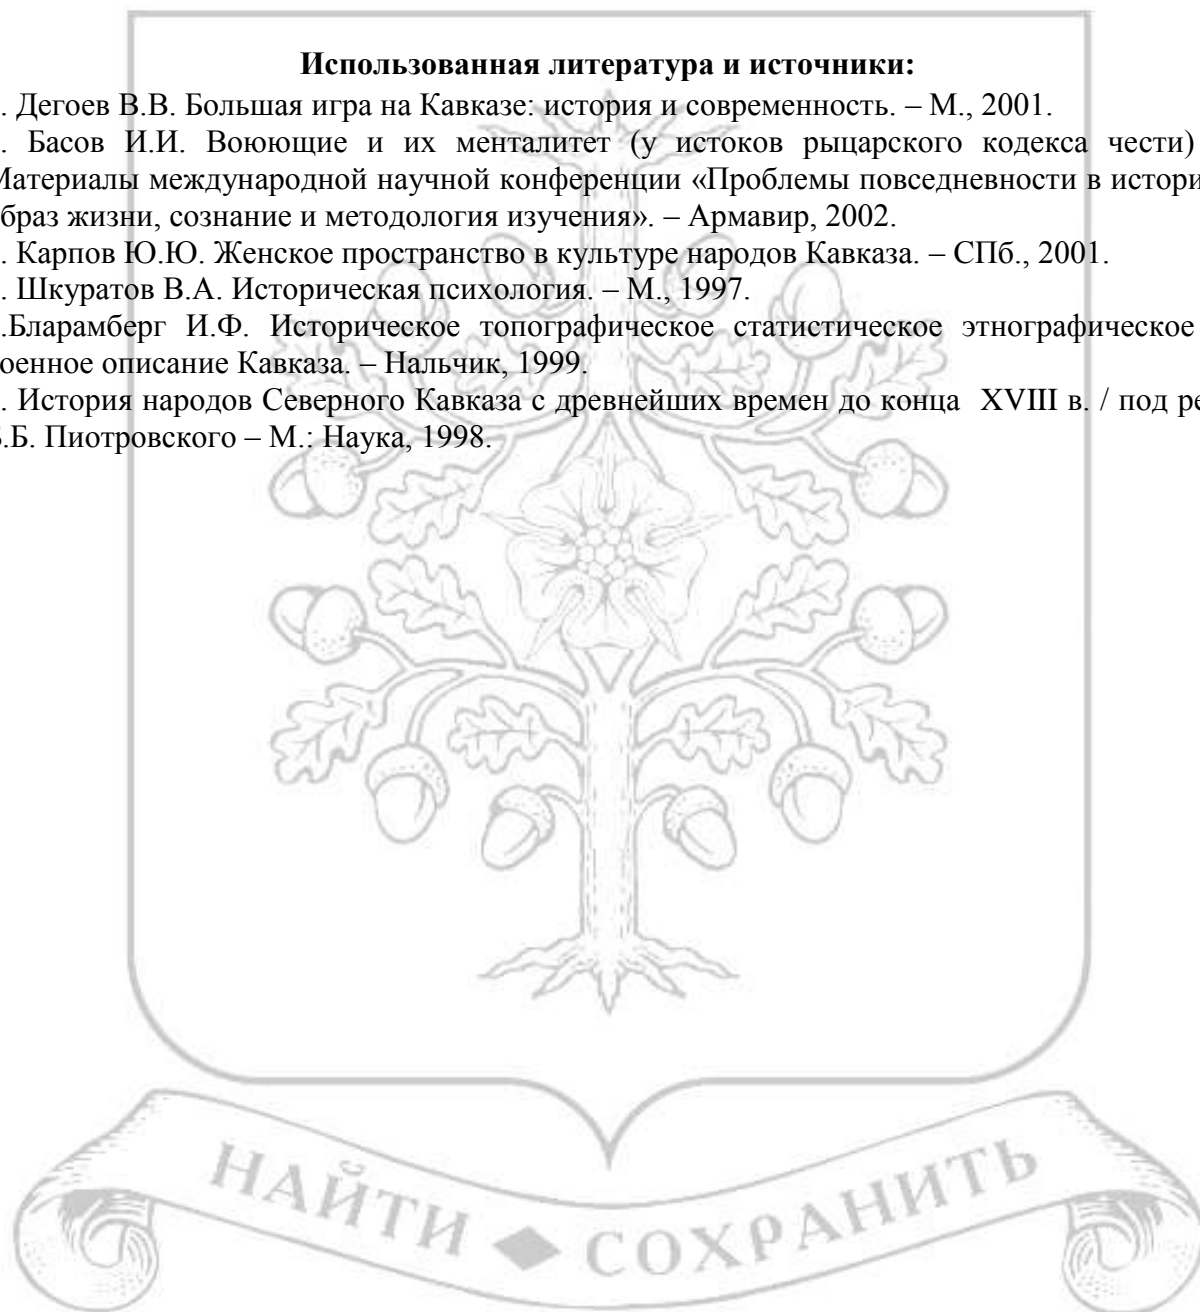 Использованная литература и источники:
. Дегоев В.В. Большая игра на Кавказе: история и современность. – М., 2001.
. Басов И.И. Воюющие и их менталитет (у истоков рыцарского кодекса чести)
Материалы международной научной конференции «Проблемы повседневности в истори
браз жизни, сознание и методология изучения». – Армавир, 2002.
. Карпов Ю.Ю. Женское пространство в культуре народов Кавказа. – СПб., 2001.
. Шкуратов В.А. Историческая психология. – М., 1997.
.Бларамберг И.Ф. Историческое топографическое статистическое этнографическое
оенное описание Кавказа. – Нальчик, 1999.
. История народов Северного Кавказа с древнейших времен до конца XVIII в. / под ре
Б.Б. Пиотровского – М.: Наука, 1998.
НАЙТИ ◆ СОХРАНИТЬ